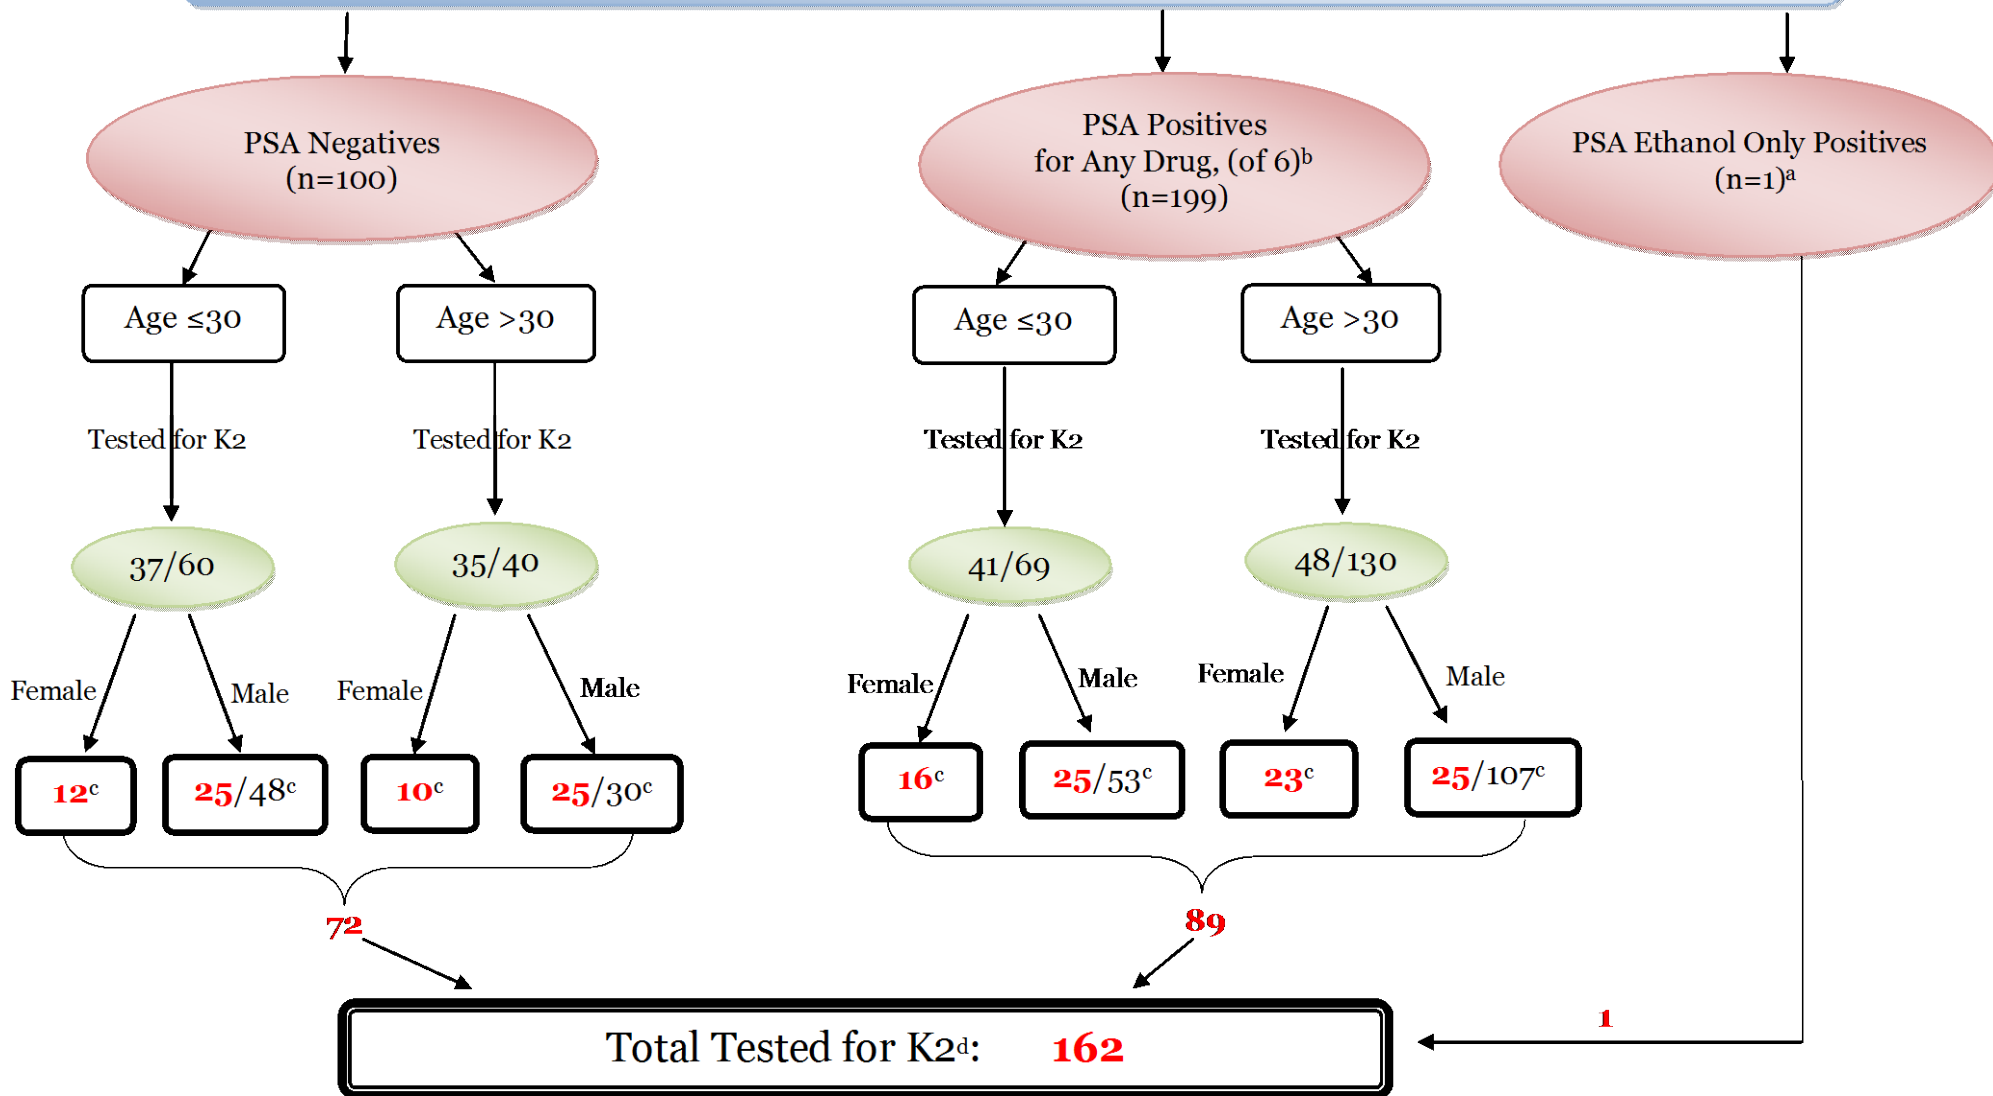 PSA Negatives
(n=100)
PSA Positives
for Any Drug, (of 6)ᵇ
(n=199)
PSA Ethanol Only Positives
(n=1)ᵃ
Age ≤30
Age >30
Age ≤30
Age >30
Tested for K2
Tested for K2
Tested for K2
Tested for K2
37/60
35/40
41/69
48/130
Female
Male
Female
Male
Female
Male
Female
Male
12ᶜ
25/48ᶜ
10ᶜ
25/30ᶜ
16ᶜ
25/53ᶜ
23ᶜ
25/107ᶜ
72
89
1
Total Tested for K2ᵈ: 162